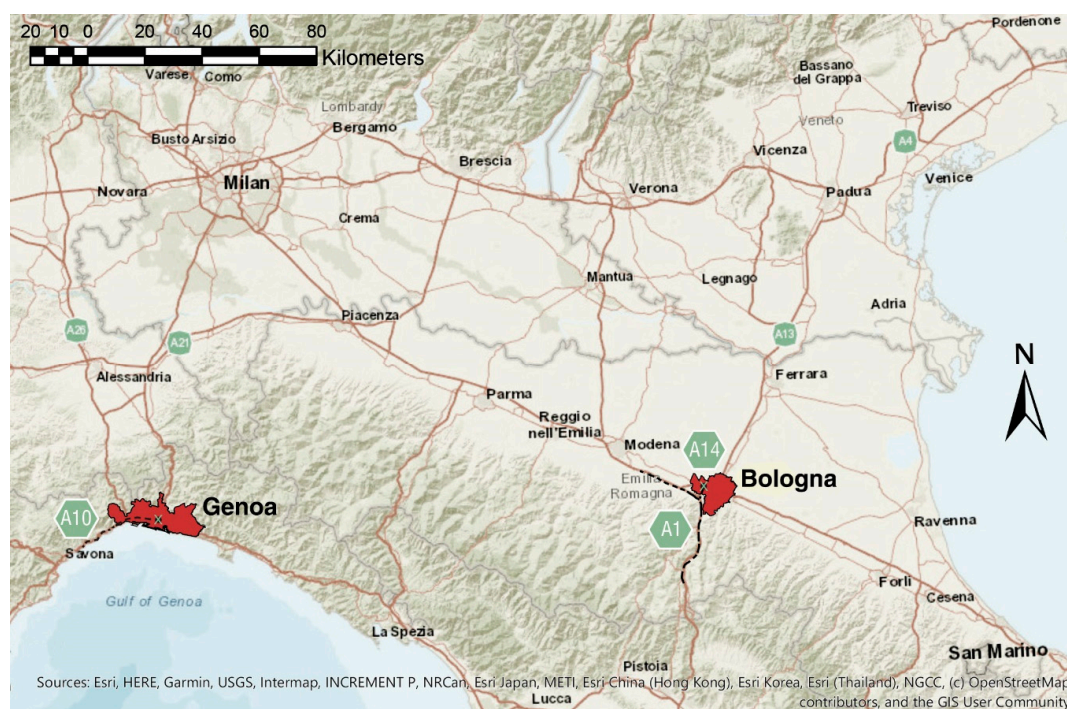 20 10 0 20 40 60 80
Kilometers
Pordenone
Varese Como
Bassano
del Grappa
Lombardy
Treviso
Veneto
Bergamo
Busto Arsizio
A4
Vicenza
Brescia
Venice
Milan
Verona
Padua
Novara
Crema
Mantua
Legnago
Adria
Piacenza
A26
A21
A13
N
Alessandria
Ferrara
Parma
Reggio
nell'Emilia
Modena
A14
Emilia
Romagna
Bologna
Genoa
A10
A1
Ravenna
Savona
Forli
Cesena
Gulf of Genoa
La Spezia
San Marino
Pistoia
Sources: Esri, HERE, Garmin, USGS, Intermap, INCREMENT P, NRCan, Esri Japan, METI, Esri China (Hong Kong), Esri Korea, Esri (Thailand), NGCC, (c) OpenStreetMap
Lucca
contributors, and the GIS User Community